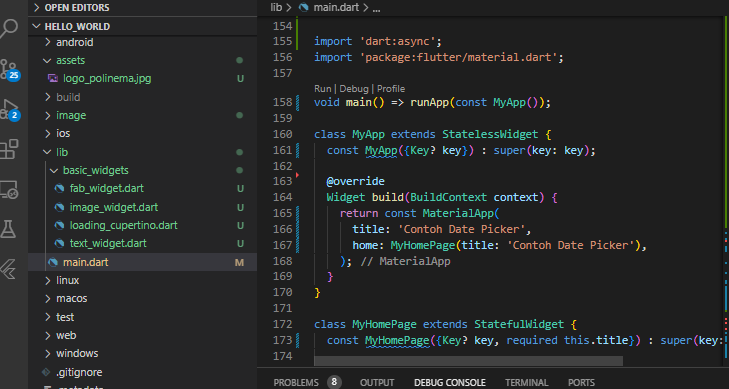 OPEN EDITORS
HELLO_WORLD
android
assets
logo_polinema.jpg U
build
image
ios
lib
basic_widgets
fab_widget.dart U
image_widget.dart U
loading_cupertino.dart U
text_widget.dart U
main.dart M
linux
macos
test
web
windows
.gitignore
.metadata
25
2
lib > main.dart > ...
154
155 import 'dart:async';
156 import 'package:flutter/material.dart';
157
Run | Debug | Profile
158 void main() => runApp(const MyApp());
159
160 class MyApp extends StatelessWidget {
161 const MyApp({Key? key}) : super(key: key);
162
163 @override
164 Widget build(BuildContext context) {
165 return const MaterialApp(
166 title: 'Contoh Date Picker',
167 home: MyHomePage(title: 'Contoh Date Picker'),
168 ); // MaterialApp
169 }
170 }
171
172 class MyHomePage extends StatefulWidget {
173 const MyHomePage({Key? key, required this.title}) : super(key:
174
PROBLEMS 8 OUTPUT DEBUG CONSOLE TERMINAL PORTS